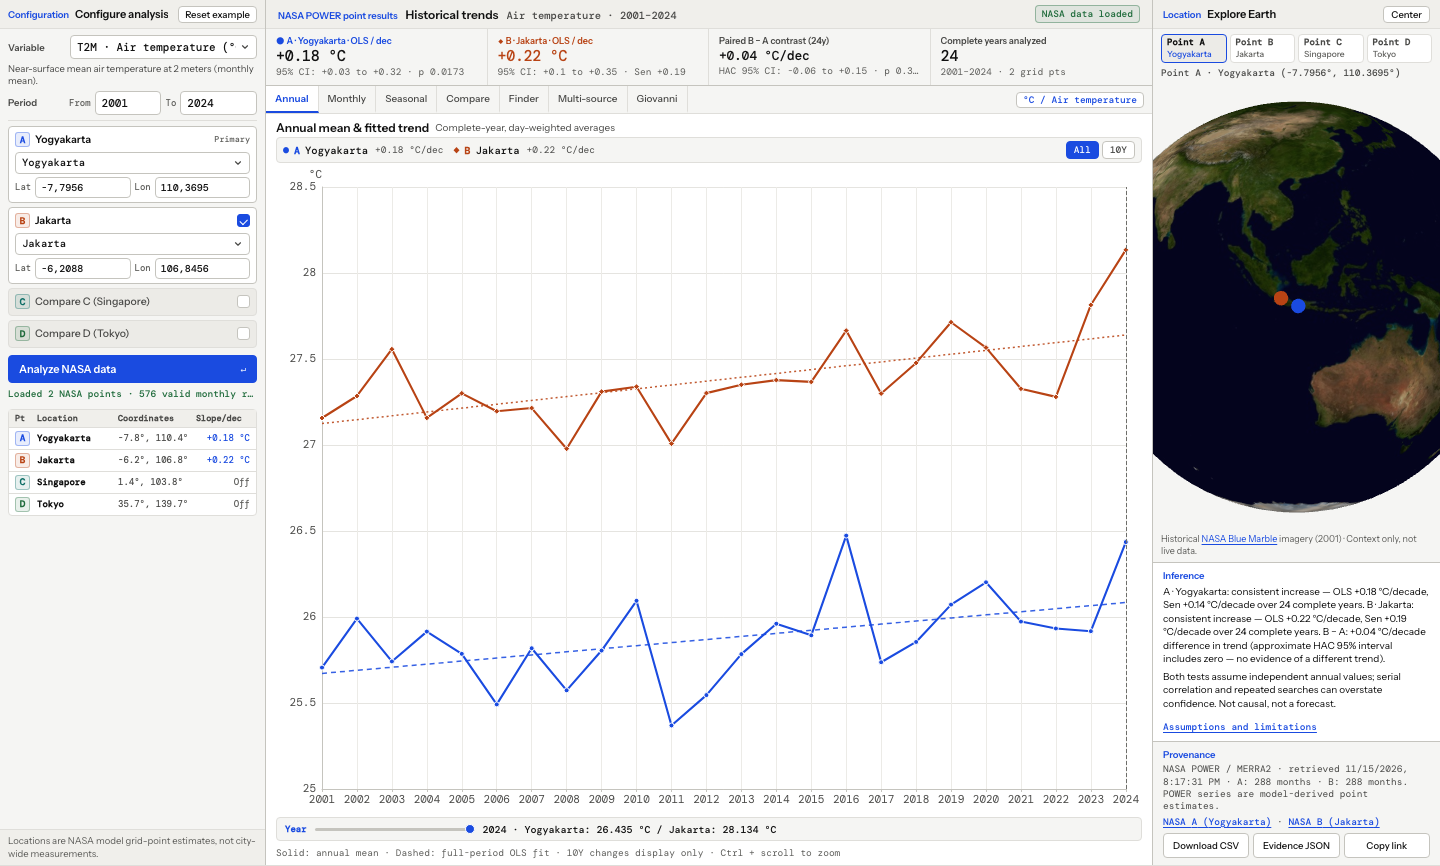 Configuration Configure analysis Reset example
Variable T2M · Air temperature (°
Near-surface mean air temperature at 2 meters (monthly
mean).
Period From 2001 To 2024
A Yogyakarta Primary
Yogyakarta
Lat -7,7956 Lon 110,3695
B Jakarta
Jakarta
Lat -6,2088 Lon 106,8456
C Compare C (Singapore)
D Compare D (Tokyo)
Analyze NASA data ↵
Loaded 2 NASA points · 576 valid monthly r…
Pt Location Coordinates Slope/dec
A Yogyakarta -7.8°, 110.4° +0.18 °C
B Jakarta -6.2°, 106.8° +0.22 °C
C Singapore 1.4°, 103.8° Off
D Tokyo 35.7°, 139.7° Off
Locations are NASA model grid-point estimates, not city-
wide measurements.
NASA POWER point results Historical trends Air temperature · 2001–2024 NASA data loaded
A · Yogyakarta · OLS / dec
+0.18 °C
95% CI: +0.03 to +0.32 · p 0.0173
B · Jakarta · OLS / dec
+0.22 °C
95% CI: +0.1 to +0.35 · Sen +0.19
Paired B − A contrast (24y)
+0.04 °C/dec
HAC 95% CI: -0.06 to +0.15 · p 0.3…
Complete years analyzed
24
2001–2024 · 2 grid pts
Annual Monthly Seasonal Compare Finder Multi-source Giovanni °C / Air temperature
Annual mean & fitted trend Complete-year, day-weighted averages
A Yogyakarta +0.18 °C/dec B Jakarta +0.22 °C/dec All 10Y
°C
28.5
28
27.5
27
26.5
26
25.5
25
2001 2002 2003 2004 2005 2006 2007 2008 2009 2010 2011 2012 2013 2014 2015 2016 2017 2018 2019 2020 2021 2022 2023 2024
Year 2024 · Yogyakarta: 26.435 °C / Jakarta: 28.134 °C
Solid: annual mean · Dashed: full-period OLS fit · 10Y changes display only · Ctrl + scroll to zoom
Location Explore Earth Center
Point A Point B Point C Point D
Yogyakarta Jakarta Singapore Tokyo
Point A · Yogyakarta (-7.7956°, 110.3695°)
Historical NASA Blue Marble imagery (2001) · Context only, not
live data.
Inference
A · Yogyakarta: consistent increase — OLS +0.18 °C/decade,
Sen +0.14 °C/decade over 24 complete years. B · Jakarta:
consistent increase — OLS +0.22 °C/decade, Sen +0.19
°C/decade over 24 complete years. B − A: +0.04 °C/decade
difference in trend (approximate HAC 95% interval
includes zero — no evidence of a different trend).
Both tests assume independent annual values; serial
correlation and repeated searches can overstate
confidence. Not causal, not a forecast.
Assumptions and limitations
Provenance
NASA POWER / MERRA2 · retrieved 11/15/2026,
8:17:31 PM · A: 288 months · B: 288 months.
POWER series are model-derived point
estimates.
NASA A (Yogyakarta) · NASA B (Jakarta)
Download CSV Evidence JSON Copy link